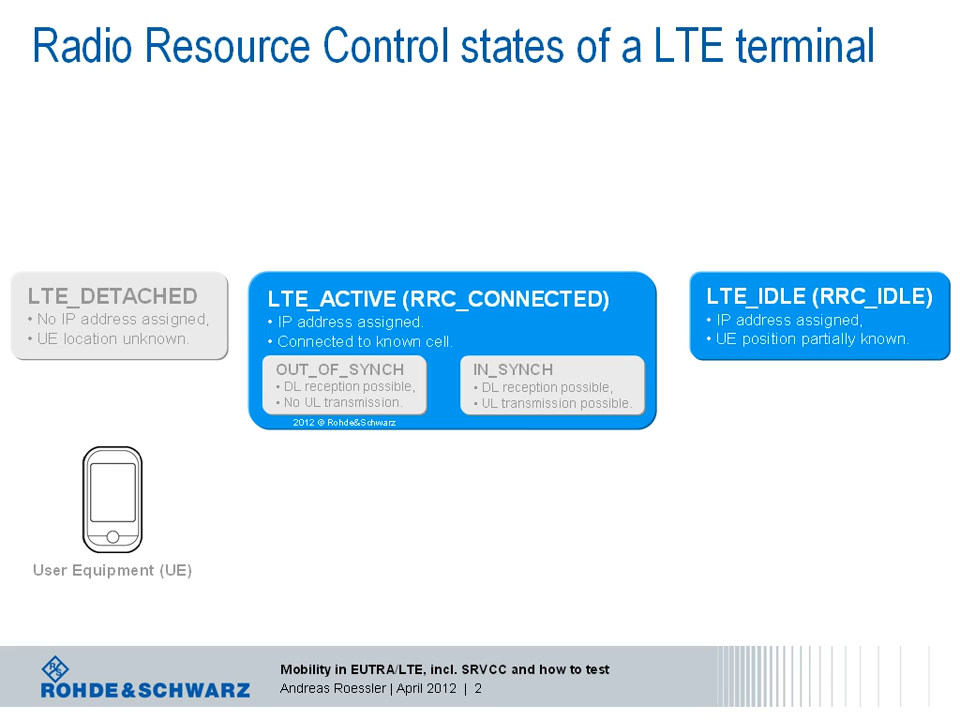 Radio Resource Control states of a LTE terminal
LTE_DETACHED
• No IP address assigned,
• UE location unknown.
LTE_ACTIVE (RRC_CONNECTED)
• IP address assigned.
• Connected to known cell.
OUT_OF_SYNCH
• DL reception possible,
• No UL transmission.
IN_SYNCH
• DL reception possible,
• UL transmission possible.
2012 © Rohde&Schwarz
LTE_IDLE (RRC_IDLE)
• IP address assigned,
• UE position partially known.
User Equipment (UE)
R&S
ROHDE&SCHWARZ
Mobility in EUTRA/LTE, incl. SRVCC and how to test
Andreas Roessler | April 2012 | 2